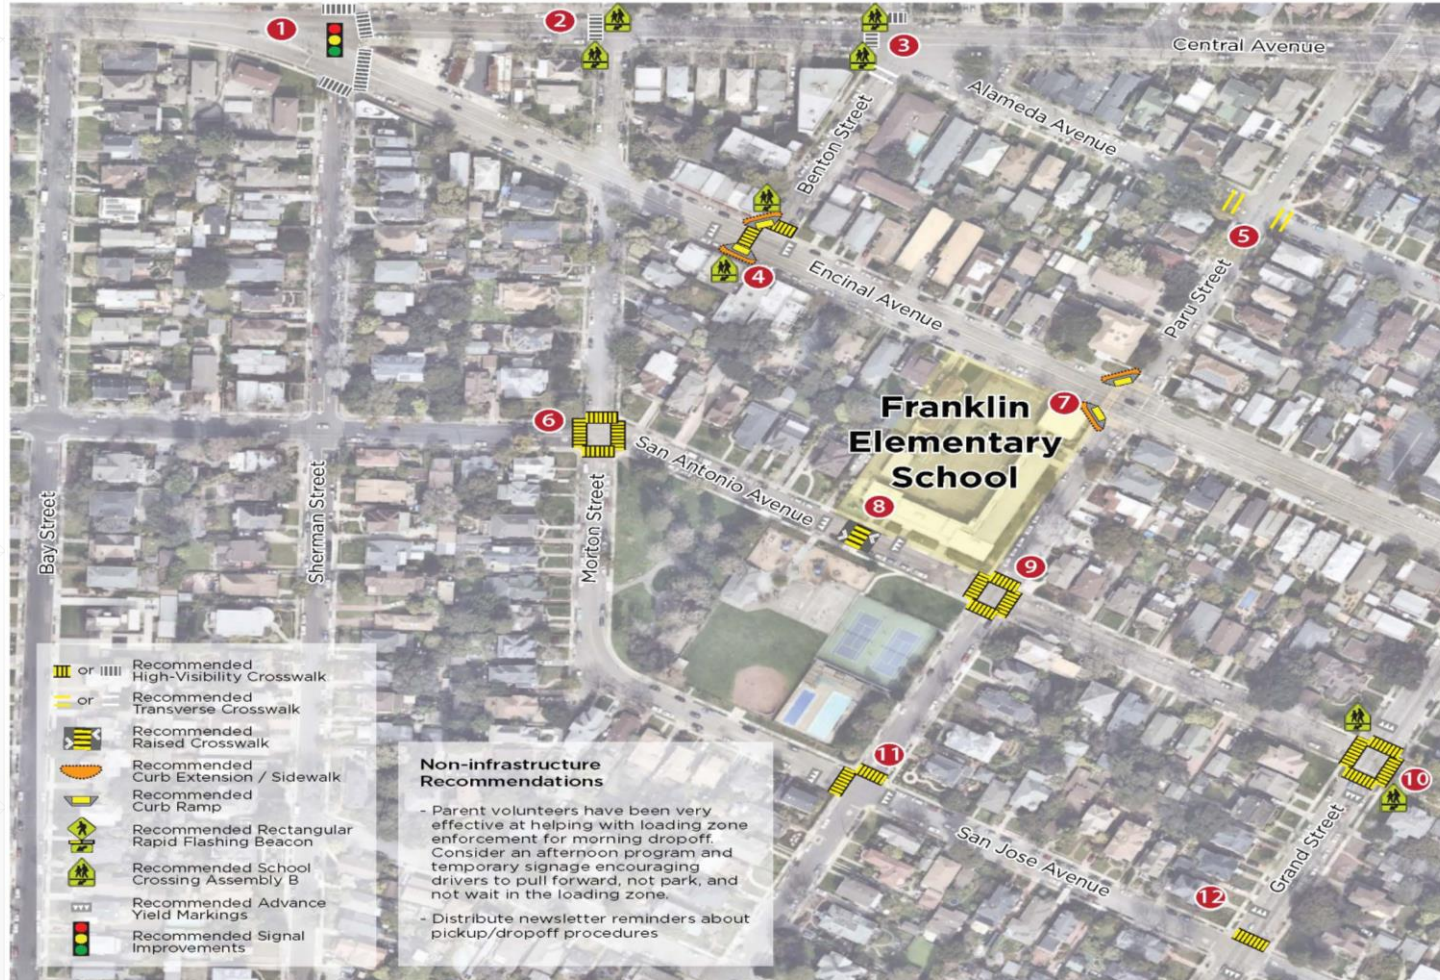 1
2
3
Central Avenue
Alameda Avenue
Benton Street
4
Encinal Avenue
5
Paru Street
6
7
Franklin
Elementary
School
San Antonio Avenue
8
9
Bay Street
Sherman Street
Morton Street
10
11
San Jose Avenue
Grand Street
12
or Recommended
High-Visibility Crosswalk
or Recommended
Transverse Crosswalk
Recommended
Raised Crosswalk
Recommended
Curb Extension / Sidewalk
Recommended
Curb Ramp
Recommended Rectangular
Rapid Flashing Beacon
Recommended School
Crossing Assembly B
Recommended Advance
Yield Markings
Recommended Signal
Improvements
Non-infrastructure
Recommendations
- Parent volunteers have been very
effective at helping with loading zone
enforcement for morning dropoff.
Consider an afternoon program and
temporary signage encouraging
drivers to pull forward, not park, and
not wait in the loading zone.
- Distribute newsletter reminders about
pickup/dropoff procedures